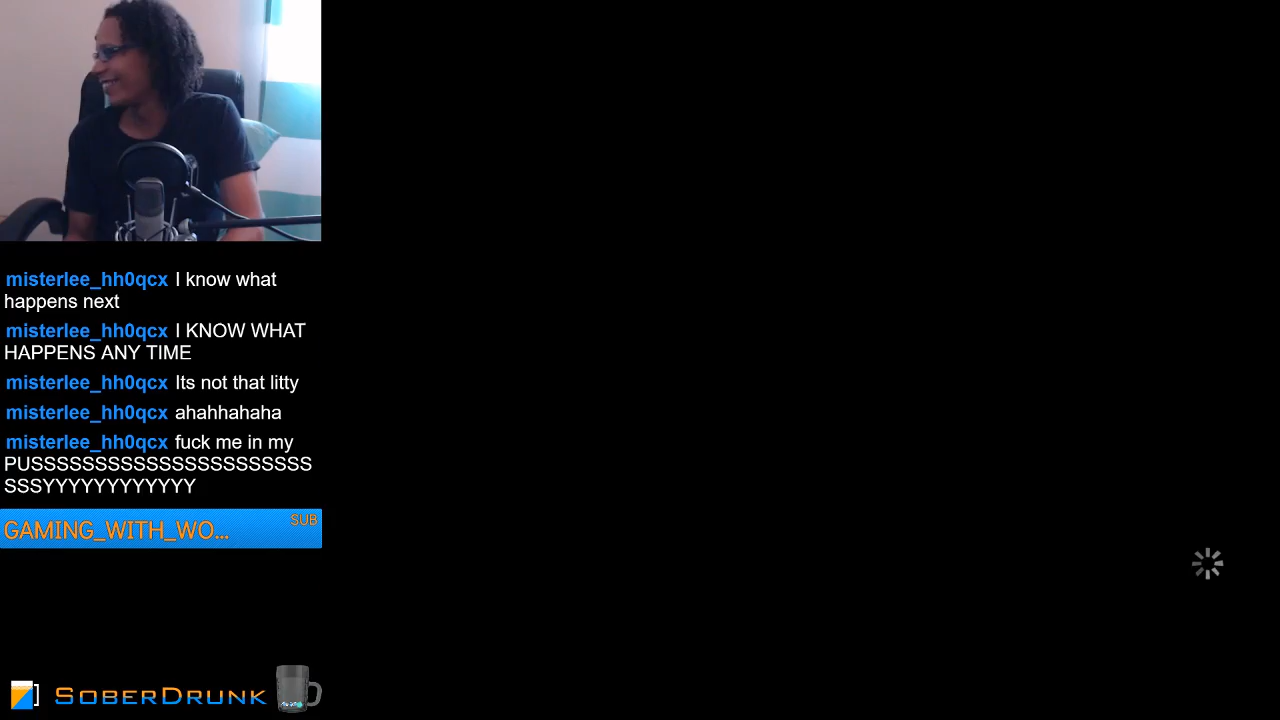 misterlee_hh0qcx I know what
happens next
misterlee_hh0qcx I KNOW WHAT
HAPPENS ANY TIME
misterlee_hh0qcx Its not that litty
misterlee_hh0qcx ahahhahaha
misterlee_hh0qcx fuck me in my
PUSSSSSSSSSSSSSSSSSSSSSS
SSSYYYYYYYYYYYY
GAMING_WITH_WO... SUB
SOBERDRUNK